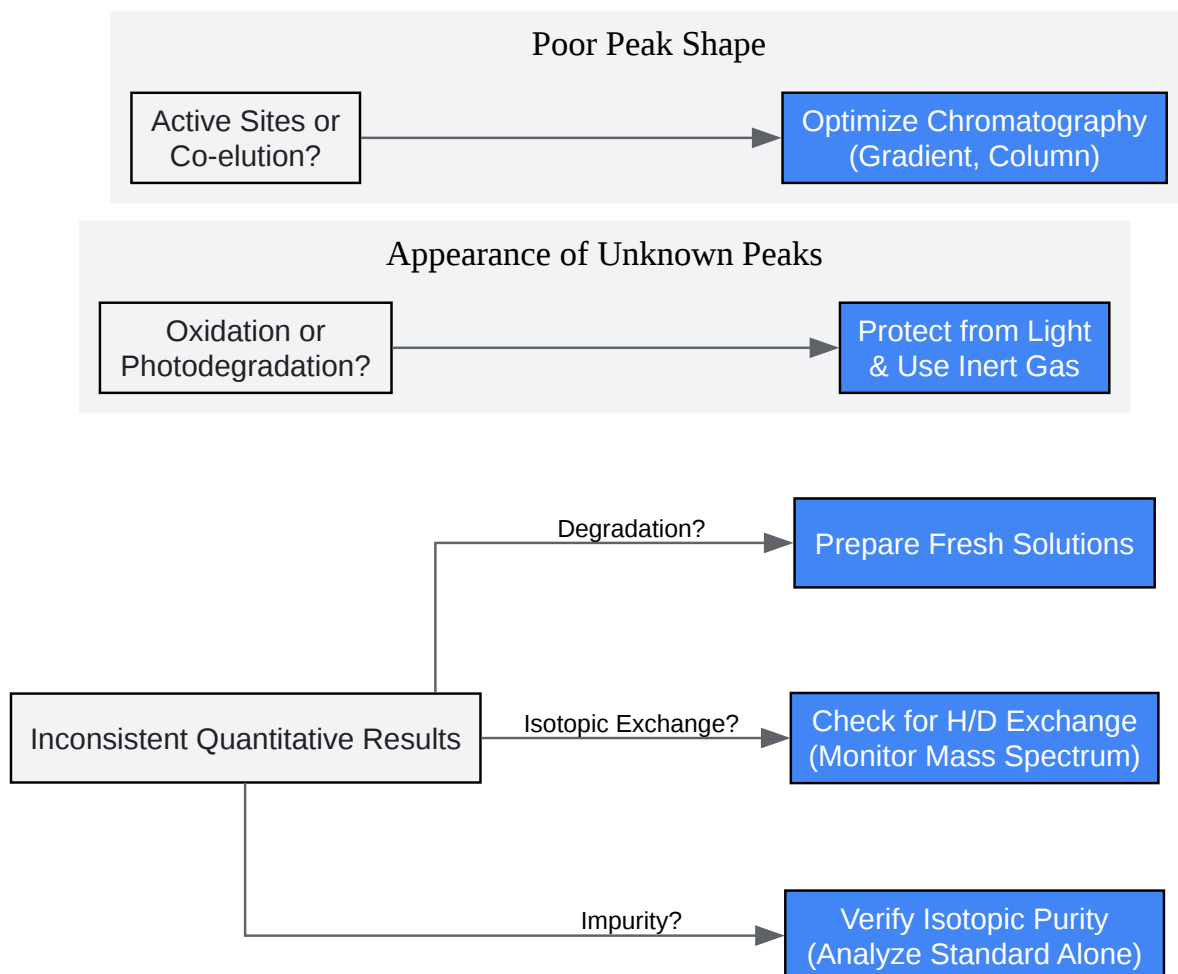 Poor Peak Shape
Active Sites or
Co-elution?
Optimize Chromatography
(Gradient, Column)
Appearance of Unknown Peaks
Oxidation or
Photodegradation?
Protect from Light
& Use Inert Gas
Degradation?
Prepare Fresh Solutions
Inconsistent Quantitative Results
Isotopic Exchange?
Check for H/D Exchange
(Monitor Mass Spectrum)
Impurity?
Verify Isotopic Purity
(Analyze Standard Alone)